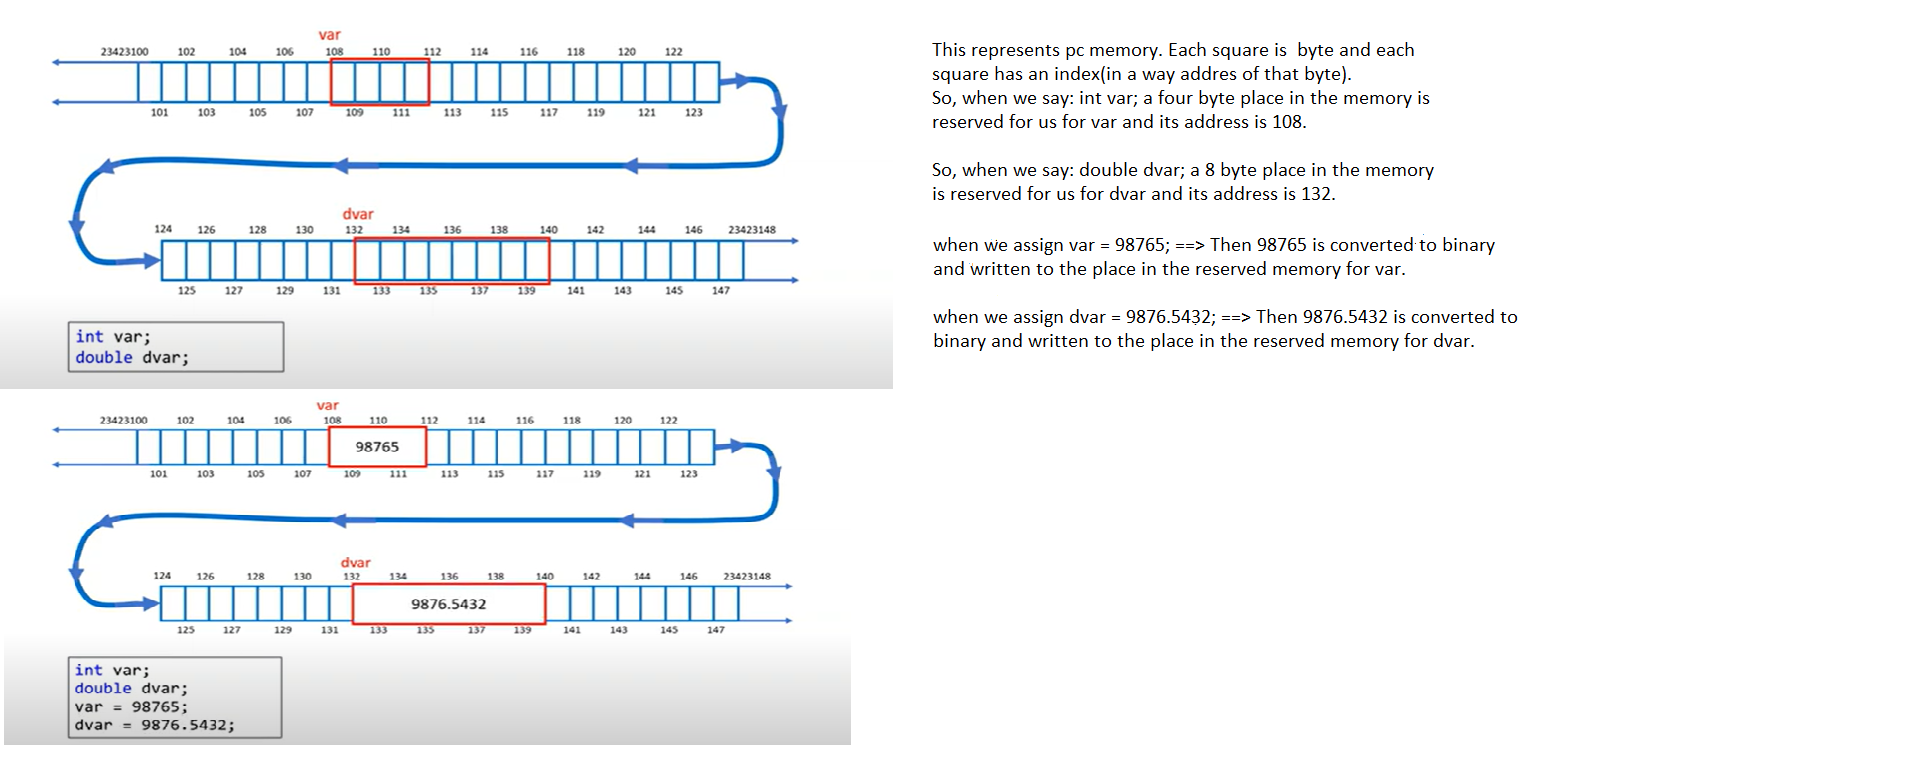 var
23423100 102 104 106 108 110 112 114 116 118 120 122
101 103 105 107 109 111 113 115 117 119 121 123
dvar
124 126 128 130 132 134 136 138 140 142 144 146 23423148
125 127 129 131 133 135 137 139 141 143 145 147
int var;
double dvar;
This represents pc memory. Each square is  byte and each
square has an index(in a way addres of that byte).
So, when we say: int var; a four byte place in the memory is
reserved for us for var and its address is 108.
So, when we say: double dvar; a 8 byte place in the memory
is reserved for us for dvar and its address is 132.
when we assign var = 98765; ==> Then 98765 is converted to binary
and written to the place in the reserved memory for var.
when we assign dvar = 9876.5432; ==> Then 9876.5432 is converted to
binary and written to the place in the reserved memory for dvar.
var
23423100 102 104 106 108 110 112 114 116 118 120 122
98765
101 103 105 107 109 111 113 115 117 119 121 123
dvar
124 126 128 130 132 134 136 138 140 142 144 146 23423148
9876.5432
125 127 129 131 133 135 137 139 141 143 145 147
int var;
double dvar;
var = 98765;
dvar = 9876.5432;